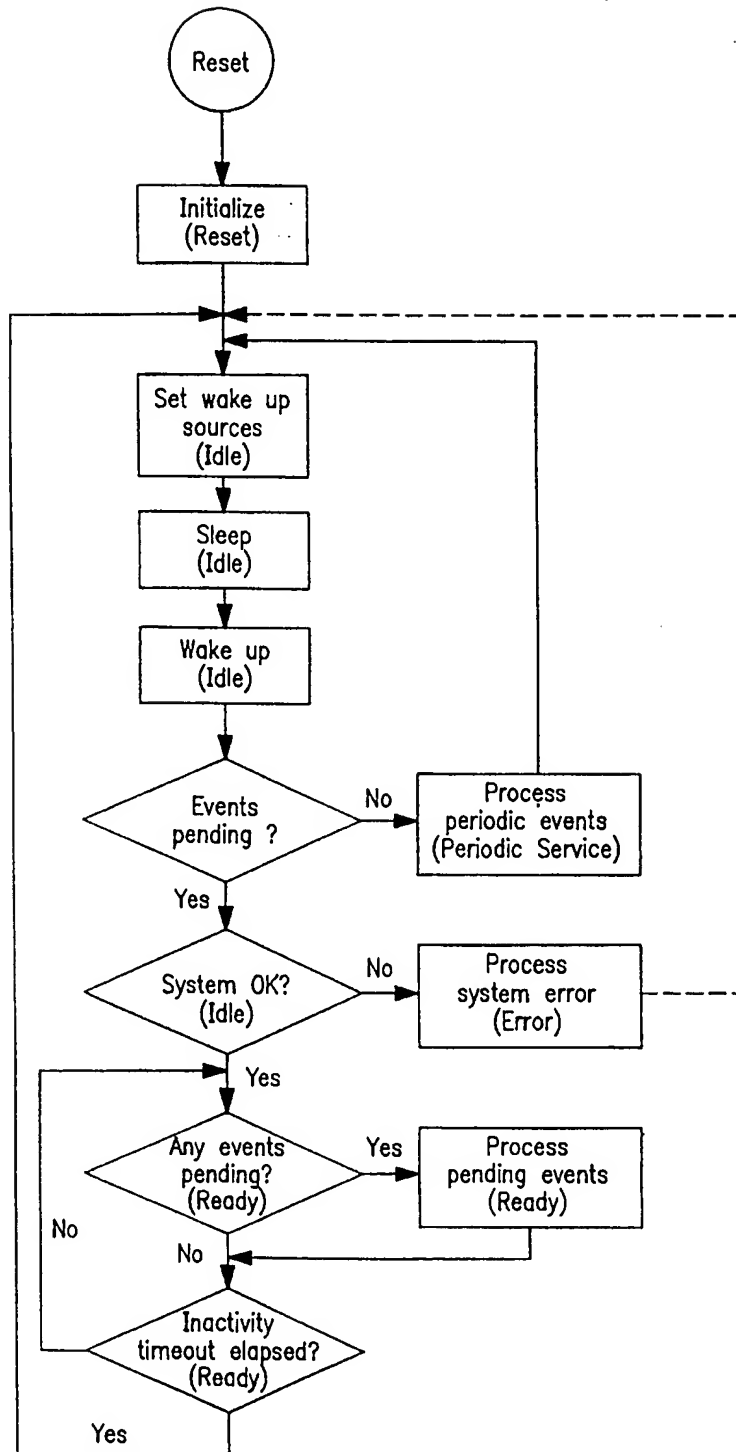 Reset
Initialize
(Reset)
Set wake up
sources
(Idle)
Sleep
(Idle)
Wake up
(Idle)
Events
pending ?
No
Process
periodic events
(Periodic Service)
Yes
System OK?
(Idle)
No
Process
system error
(Error)
Yes
Any events
pending?
(Ready)
Yes
Process
pending events
(Ready)
No
No
Inactivity
timeout elapsed?
(Ready)
Yes